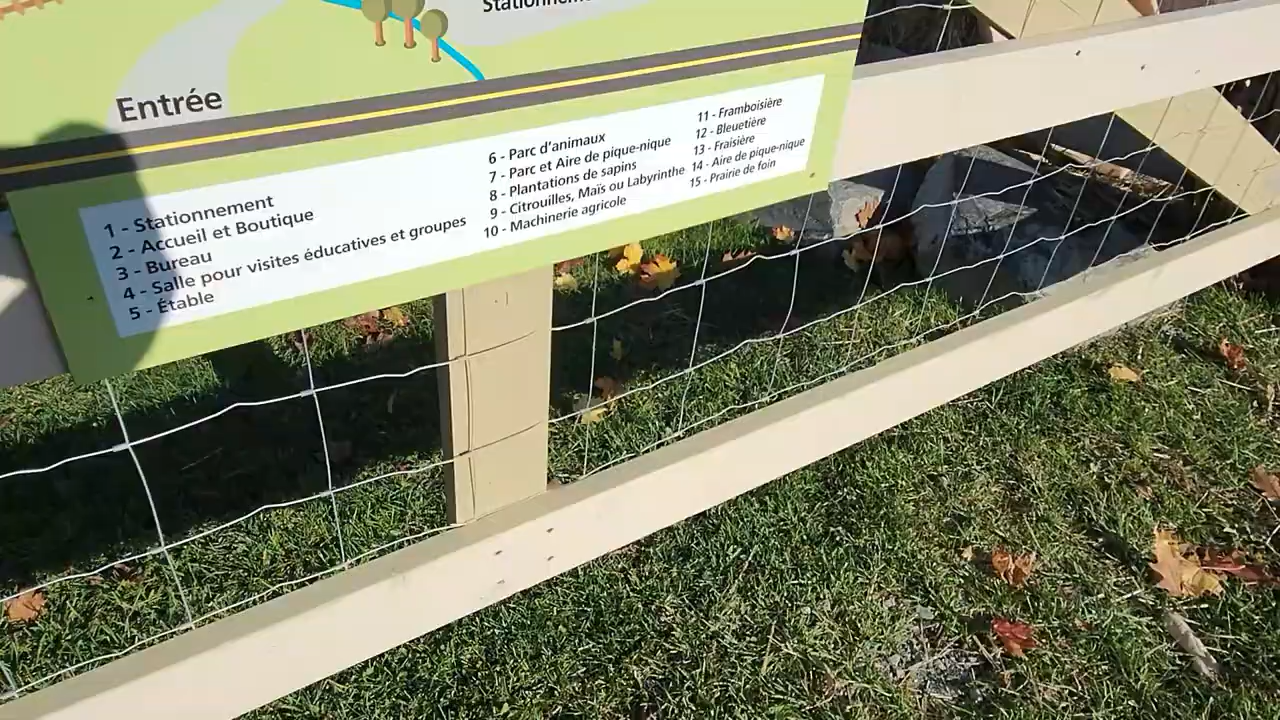 Stationnem
Entrée
1 - Stationnement
2 - Accueil et Boutique
3 - Bureau
4 - Salle pour visites éducatives et groupes
5 - Étable
6 - Parc d'animaux
7 - Parc et Aire de pique-nique
8 - Plantations de sapins
9 - Citrouilles, Maïs ou Labyrinthe
10 - Machinerie agricole
11 - Framboisière
12 - Bleuetière
13 - Fraisière
14 - Aire de pique-nique
15 - Prairie de foin